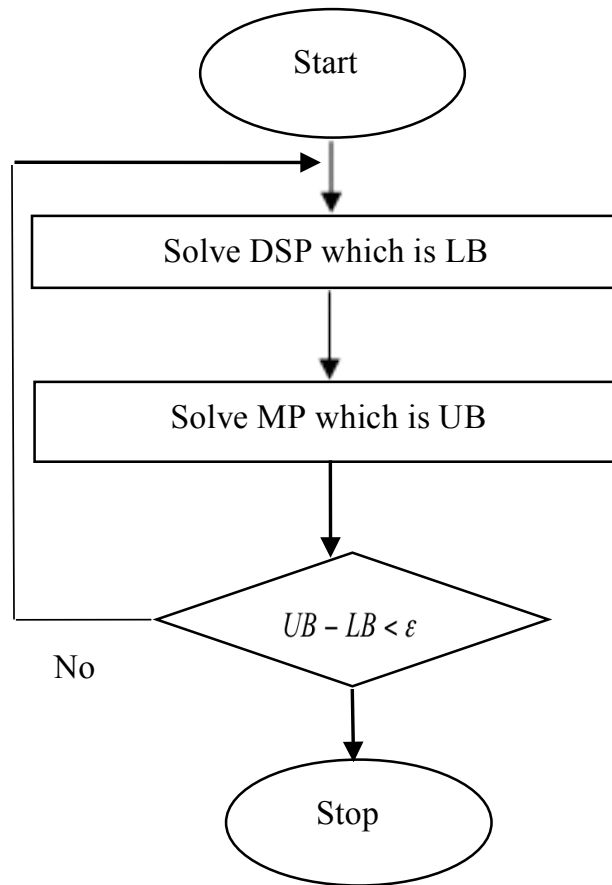 Start
Solve DSP which is LB
Solve MP which is UB
UB – LB < ε
No
Stop